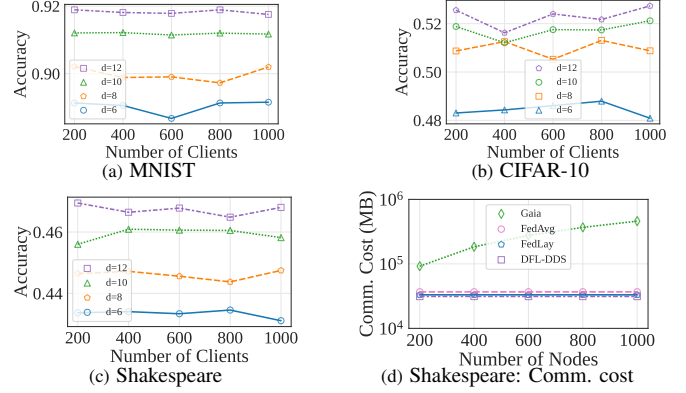 0.92
0.90
Accuracy
d=12
d=10
d=8
d=6
200 400 600 800 1000
Number of Clients
(a) MNIST
0.52
0.50
0.48
Accuracy
d=12
d=10
d=8
d=6
200 400 600 800 1000
Number of Clients
(b) CIFAR-10
0.46
0.44
Accuracy
d=12
d=10
d=8
d=6
200 400 600 800 1000
Number of Clients
(c) Shakespeare
10^6
10^5
10^4
Comm. Cost (MB)
Gaia
FedAvg
FedLay
DFL-DDS
200 400 600 800 1000
Number of Nodes
(d) Shakespeare: Comm. cost